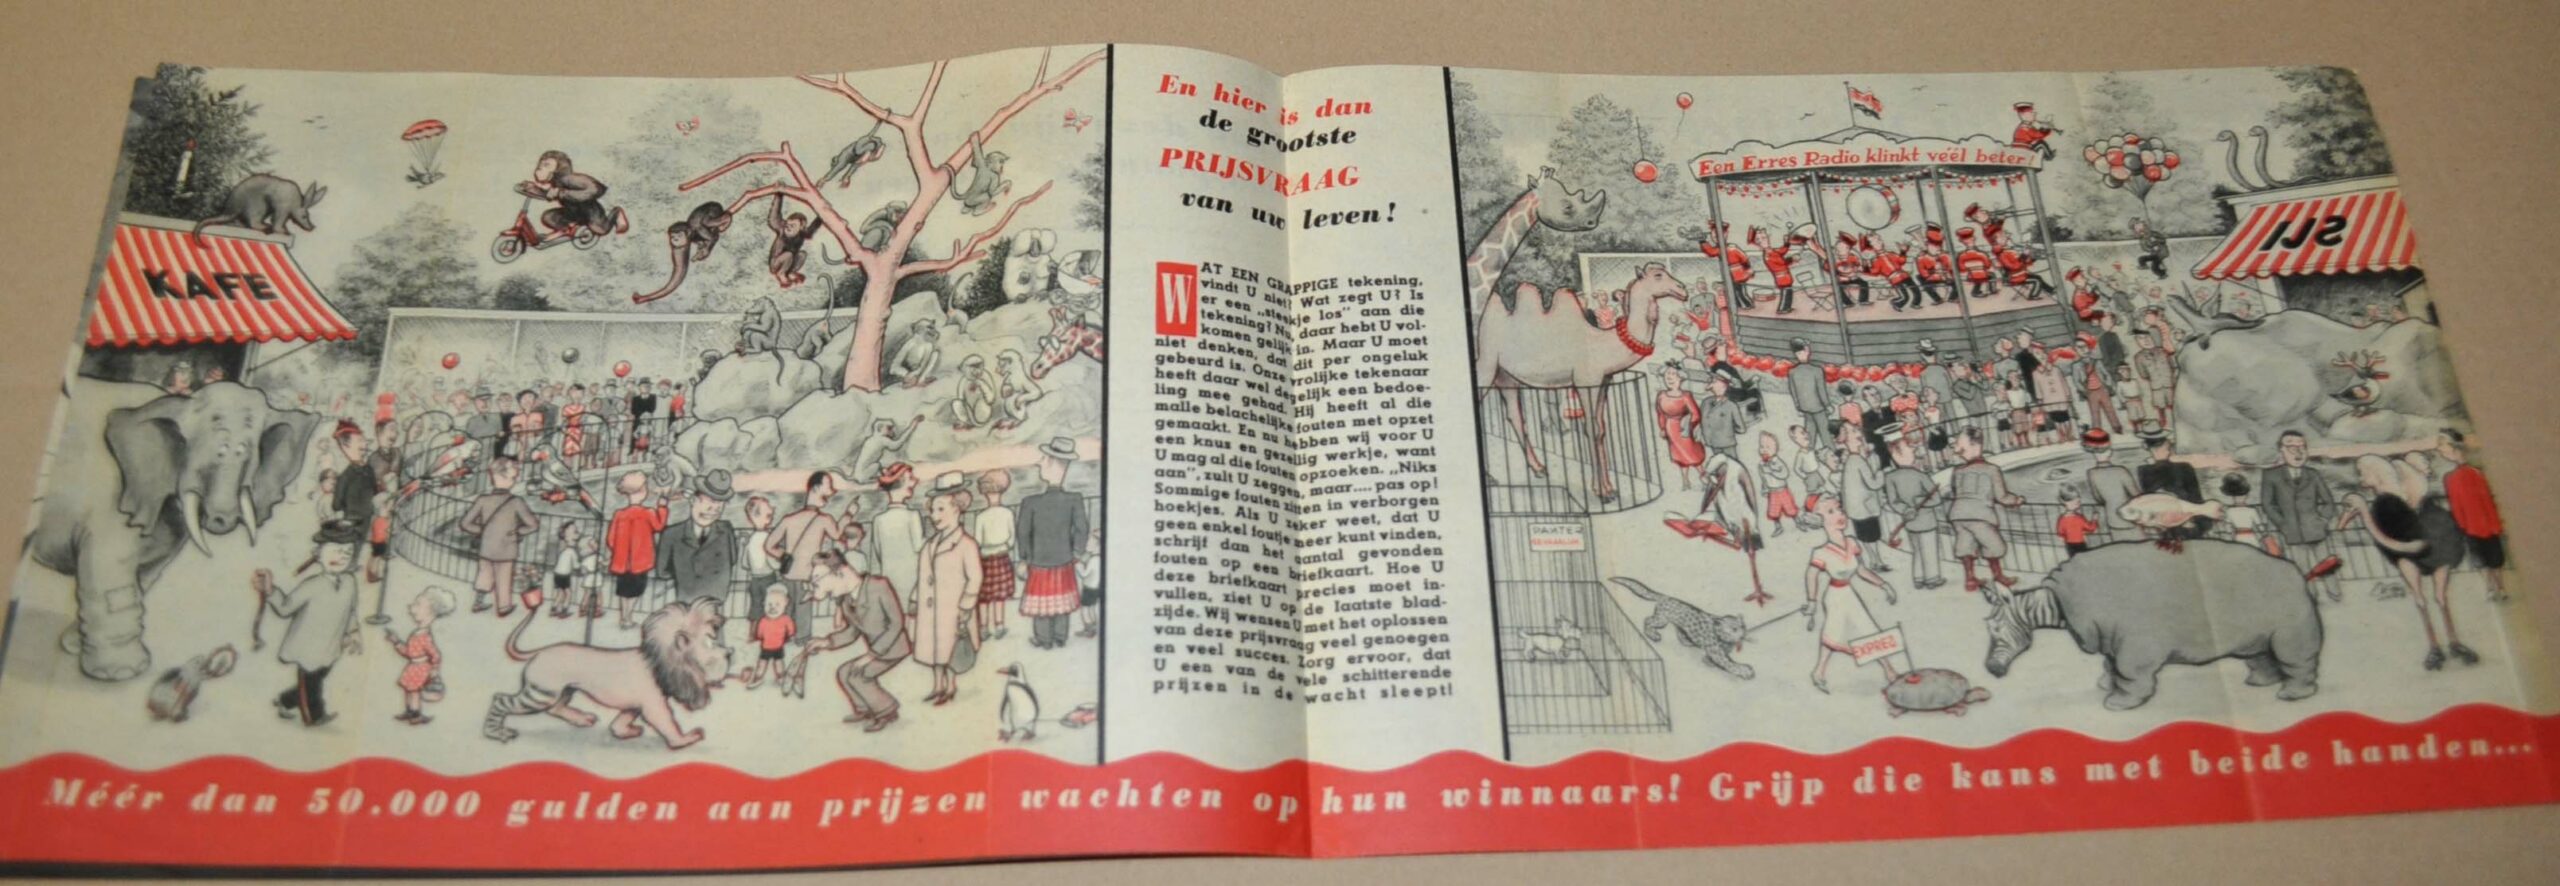 KAFE
En hier is dan
de grootste
PRIJSVRAAG
van uw leven!
WAT EEN GRAPPIGE tekening,
vindt U niet? Wat zegt U? Is
er een „steekje los" aan die
tekening? Nu, daar hebt U vol-
komen gelijk in. Maar U moet
niet denken, dat dit per ongeluk
gebeurd is. Onze vrolijke tekenaar
heeft daar wel degelijk een bedoe-
ling mee gehad. Hij heeft al die
malle belachelijke fouten met opzet
gemaakt. En nu hebben wij voor U
een knus en gezellig werkje, want
U mag al die fouten opzoeken. „Niks
aan", zult U zeggen, maar.... pas op!
Sommige fouten zitten in verborgen
hoekjes. Als U zeker weet, dat U
geen enkel foutje meer kunt vinden,
schrijf dan het aantal gevonden
fouten op een briefkaart. Hoe U
deze briefkaart precies moet in-
vullen, ziet U op de laatste blad-
zijde. Wij wensen U met het oplossen
van deze prijsvraag veel genoegen
en veel succes. Zorg ervoor, dat
U een van de vele schitterende
prijzen in de wacht sleept!
Een Erres Radio klinkt véél beter!
IJS
PANTER
EXPRES
Méér dan 50.000 gulden aan prijzen wachten op hun winnaars! Grijp die kans met beide handen...